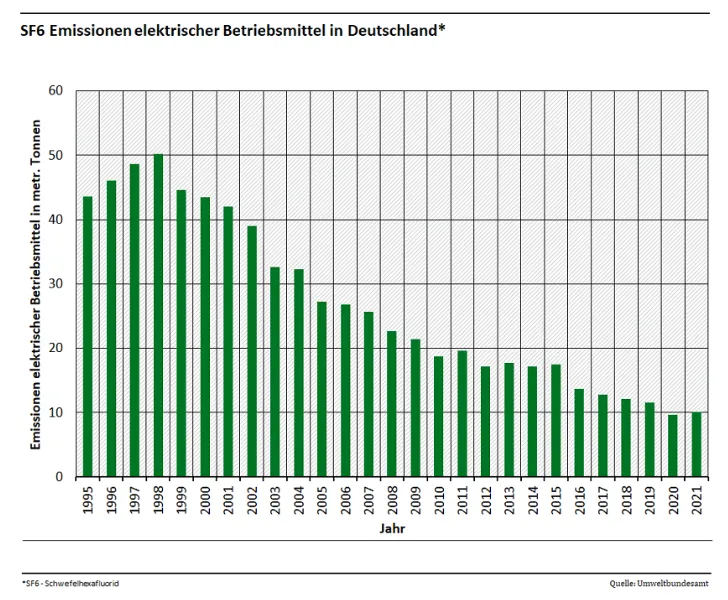 SF6 Emissionen elektrischer Betriebsmittel in Deutschland*
Emissionen elektrischer Betriebsmittel in metr. Tonnen
60
50
40
30
20
10
0
1995 1996 1997 1998 1999 2000 2001 2002 2003 2004 2005 2006 2007 2008 2009 2010 2011 2012 2013 2014 2015 2016 2017 2018 2019 2020 2021
Jahr
*SF6 - Schwefelhexafluorid
Quelle: Umweltbundesamt